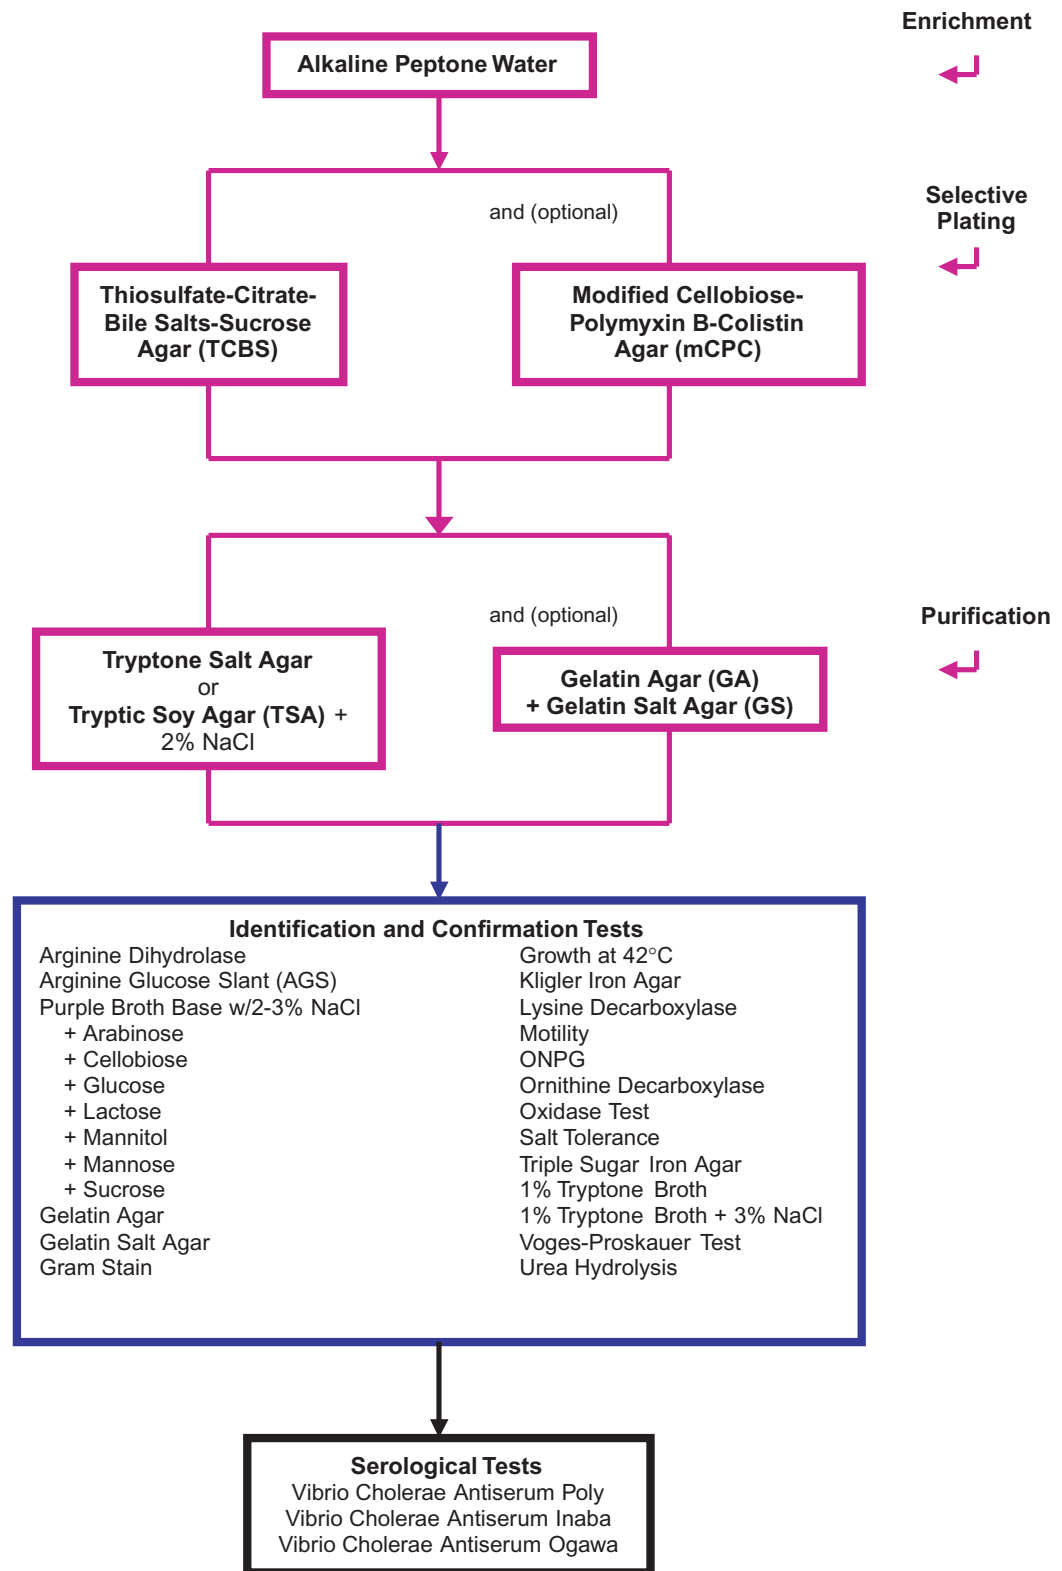 Enrichment
Alkaline Peptone Water
Selective
Plating
and (optional)
Thiosulfate-Citrate-
Bile Salts-Sucrose
Agar (TCBS)
Modified Cellobiose-
Polymyxin B-Colistin
Agar (mCPC)
Purification
and (optional)
Tryptone Salt Agar
or
Tryptic Soy Agar (TSA) +
2% NaCl
Gelatin Agar (GA)
+ Gelatin Salt Agar (GS)
Identification and Confirmation Tests
Arginine Dihydrolase
Arginine Glucose Slant (AGS)
Purple Broth Base w/2-3% NaCl
+ Arabinose
+ Cellobiose
+ Glucose
+ Lactose
+ Mannitol
+ Mannose
+ Sucrose
Gelatin Agar
Gelatin Salt Agar
Gram Stain
Growth at 42°C
Kligler Iron Agar
Lysine Decarboxylase
Motility
ONPG
Ornithine Decarboxylase
Oxidase Test
Salt Tolerance
Triple Sugar Iron Agar
1% Tryptone Broth
1% Tryptone Broth + 3% NaCl
Voges-Proskauer Test
Urea Hydrolysis
Serological Tests
Vibrio Cholerae Antiserum Poly
Vibrio Cholerae Antiserum Inaba
Vibrio Cholerae Antiserum Ogawa